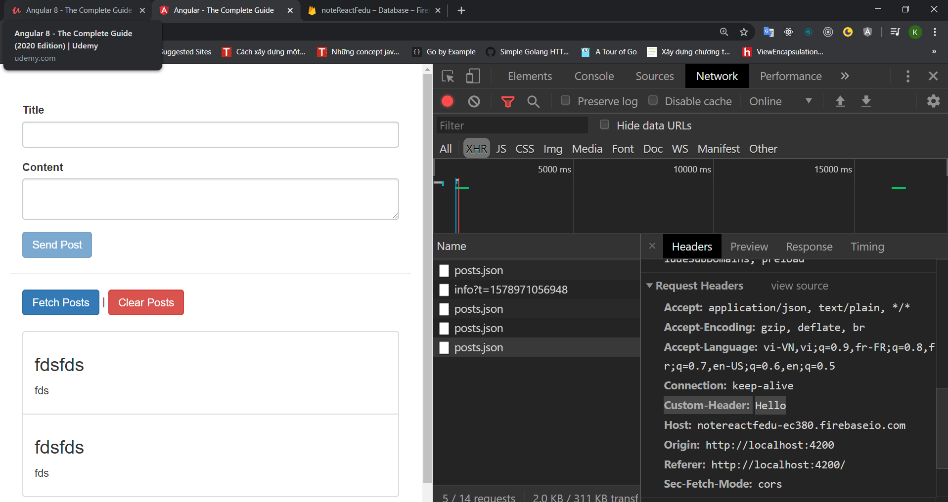 Angular 8 - The Complete Guide
Angular - The Complete Guide
noteReactFedu – Database – Fire
Angular 8 - The Complete Guide
(2020 Edition) | Udemy
udemy.com
Suggested Sites
Cách xây dựng một...
Những concept jav...
Go by Example
Simple Golang HTT...
A Tour of Go
Xây dựng chương t...
ViewEncapsulation...
K
»
Title
Content
Send Post
Fetch Posts | Clear Posts
fdsfds
fds
fdsfds
fds
Elements Console Sources Network Performance »
Preserve log Disable cache Online
Filter Hide data URLs
All XHR JS CSS Img Media Font Doc WS Manifest Other
5000 ms 10000 ms 15000 ms
Name
posts.json
info?t=1578971056948
posts.json
posts.json
posts.json
5 / 14 requests 2.0 KB / 311 KB transf
Headers Preview Response Timing
ludeSubDomains; preload
Request Headers view source
Accept: application/json, text/plain, */*
Accept-Encoding: gzip, deflate, br
Accept-Language: vi-VN,vi;q=0.9,fr-FR;q=0.8,f
r;q=0.7,en-US;q=0.6,en;q=0.5
Connection: keep-alive
Custom-Header: Hello
Host: notereactfedu-ec380.firebaseio.com
Origin: http://localhost:4200
Referer: http://localhost:4200/
Sec-Fetch-Mode: cors